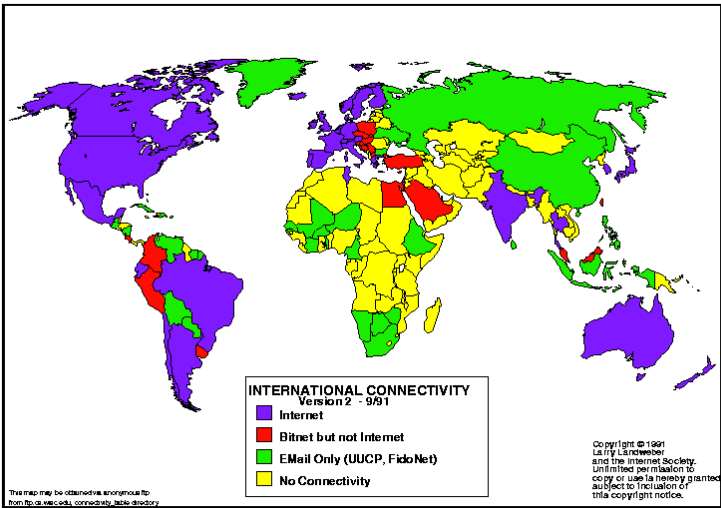 INTERNATIONAL CONNECTIVITY
Version 2 - 9/91
Internet
Bitnet but not Internet
EMail Only (UUCP, FidoNet)
No Connectivity
This map may be obtained via anonymous ftp
from ftp.cs.wisc.edu, connectivity_table directory
Copyright © 1991
Larry Landweber
and the Internet Society.
Unlimited permission to
copy or use is hereby granted
subject to inclusion of
this copyright notice.